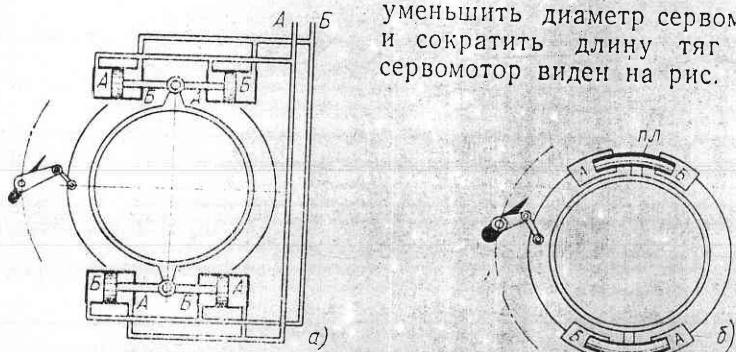 уменьшить диаметр сервом
и сократить длину тяг
сервомотор виден на рис.
А Б
А Б А Б
Б А Б А
а)
пл
А Б
Б А
б)